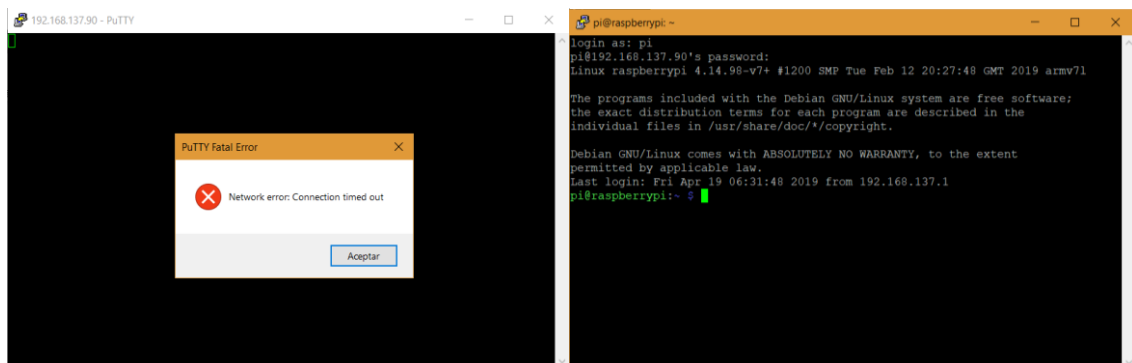 192.168.137.90 - PuTTY
PuTTY Fatal Error
Network error: Connection timed out
Aceptar
pi@raspberrypi: ~
login as: pi
pi@192.168.137.90's password:
Linux raspberrypi 4.14.98-v7+ #1200 SMP Tue Feb 12 20:27:48 GMT 2019 armv7l
The programs included with the Debian GNU/Linux system are free software;
the exact distribution terms for each program are described in the
individual files in /usr/share/doc/*/copyright.
Debian GNU/Linux comes with ABSOLUTELY NO WARRANTY, to the extent
permitted by applicable law.
Last login: Fri Apr 19 06:31:48 2019 from 192.168.137.1
pi@raspberrypi:~ $